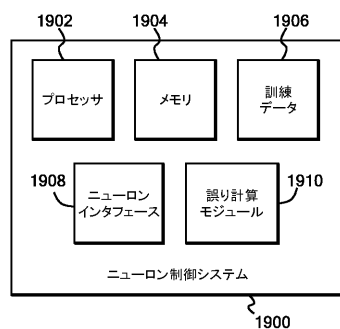 1902
1904
1906
プロセッサ
メモリ
訓練
データ
1908
ニューロン
インタフェース
誤り計算
モジュール
1910
ニューロン制御システム
1900